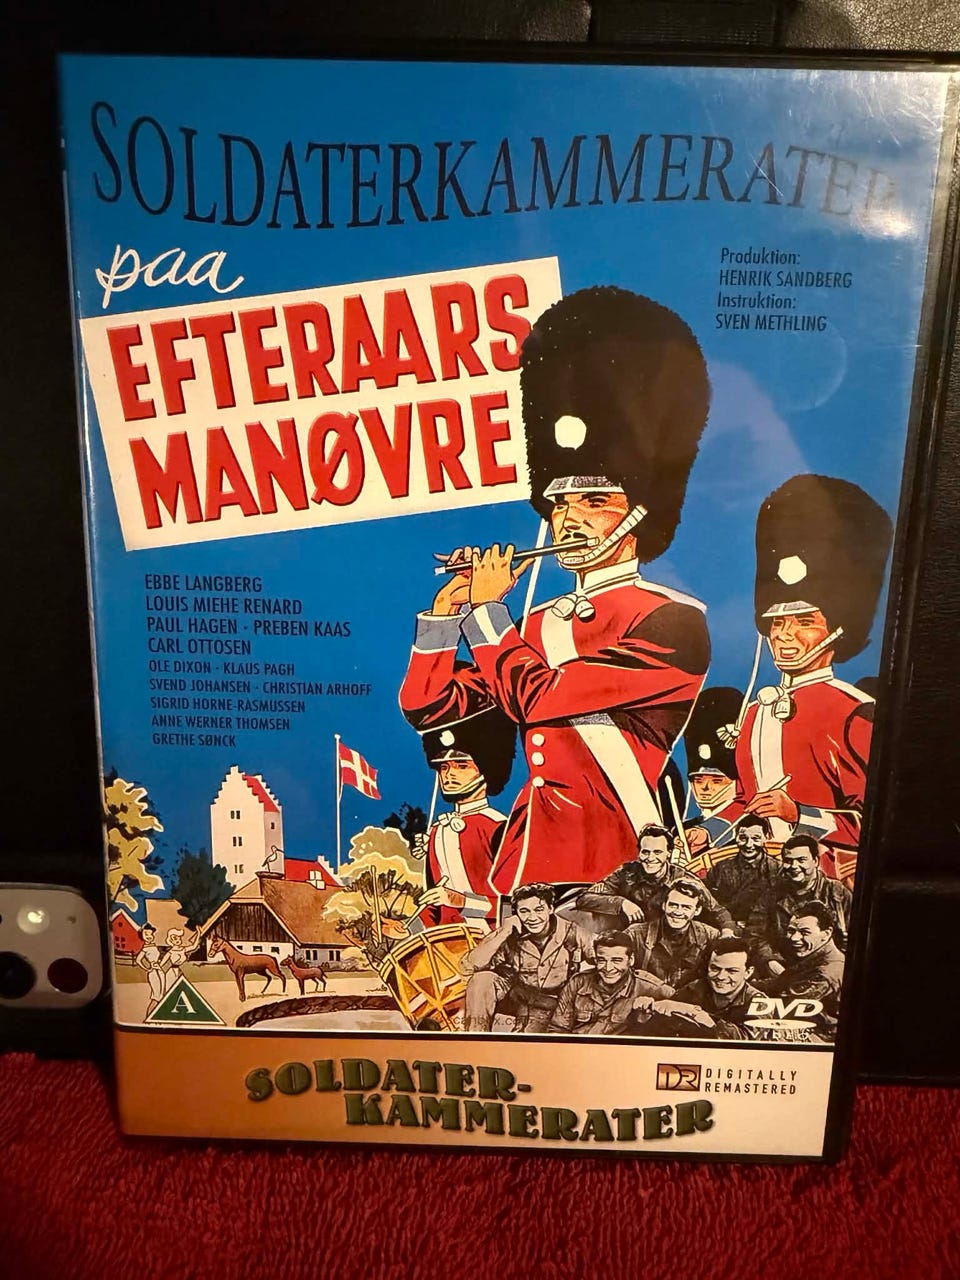 SOLDATERKAMMERATER
paa
EFTERAARS
MANØVRE
Produktion:
HENRIK SANDBERG
Instruktion:
SVEN METHLING
EBBE LANGBERG
LOUIS MIEHE RENARD
PAUL HAGEN · PREBEN KAAS
CARL OTTOSEN
OLE DIXON · KLAUS PAGH
SVEND JOHANSEN · CHRISTIAN ARHOFF
SIGRID HORNE-RASMUSSEN
ANNE WERNER THOMSEN
GRETHE SØNCK
A
DVD
SOLDATER-
KAMMERATER
DR DIGITALLY
REMASTERED